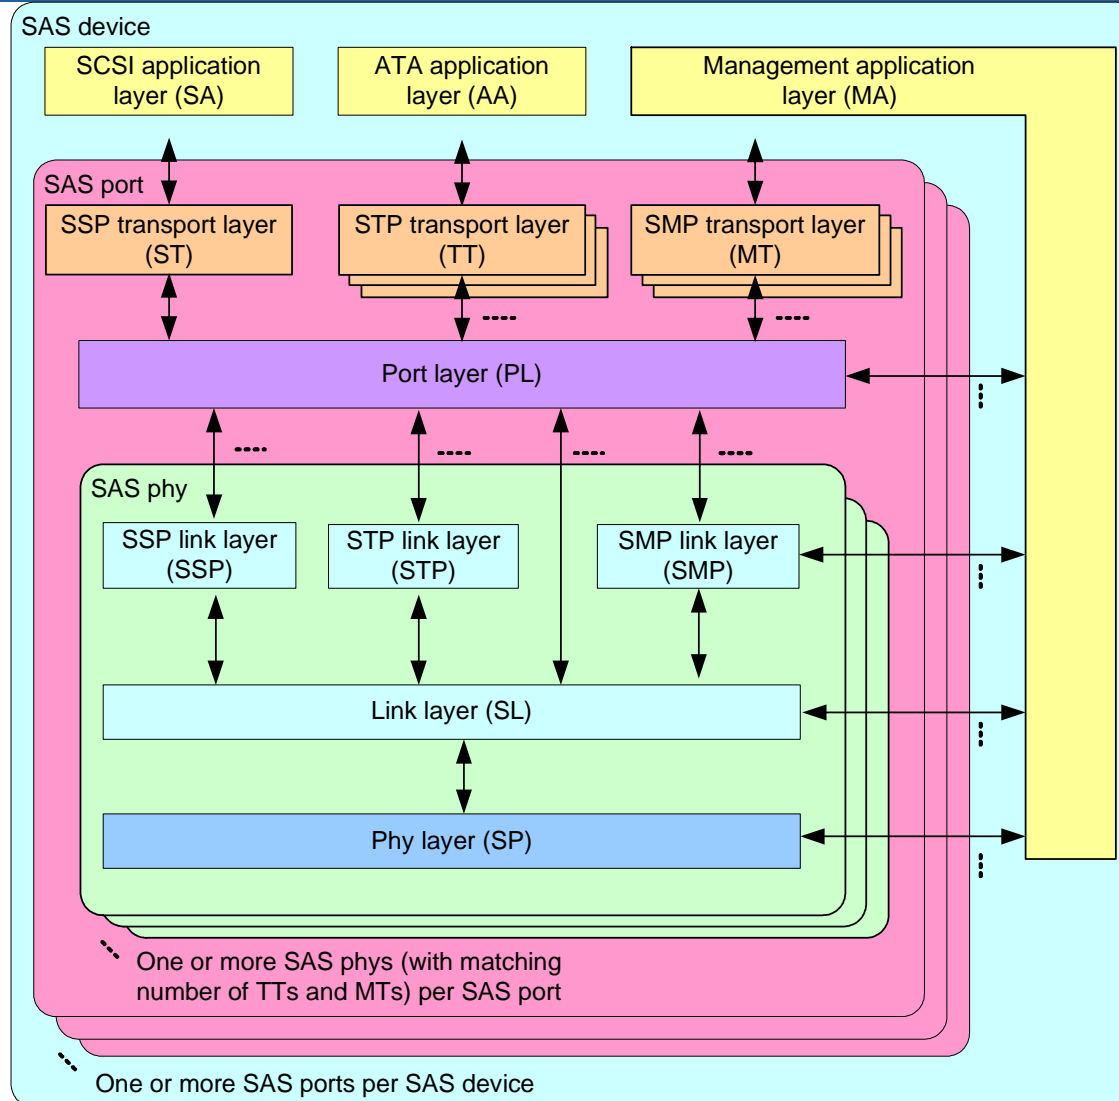 SAS device
SCSI application
layer (SA)
ATA application
layer (AA)
Management application
layer (MA)
SAS port
SSP transport layer
(ST)
STP transport layer
(TT)
SMP transport layer
(MT)
Port layer (PL)
SAS phy
SSP link layer
(SSP)
STP link layer
(STP)
SMP link layer
(SMP)
Link layer (SL)
Phy layer (SP)
One or more SAS phys (with matching
number of TTs and MTs) per SAS port
One or more SAS ports per SAS device